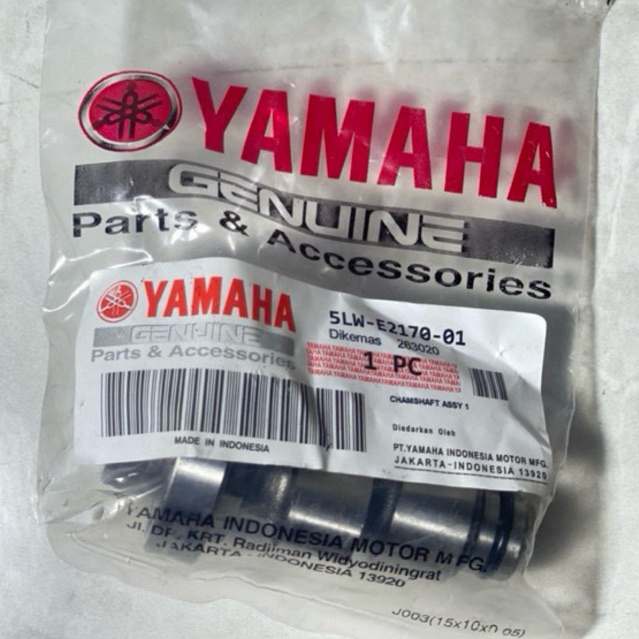 YAMAHA
GENUINE
Parts & Accessories
YAMAHA
GENUINE
Parts & Accessories
MADE IN INDONESIA
5LW-E2170-01
Dikemas 263020
1 PC
CHAMSHAFT ASSY 1
Diedarkan Oleh
PT.YAMAHA INDONESIA MOTOR MFG.
JAKARTA-INDONESIA 13920
YAMAHA INDONESIA MOTOR MFG.
Jl. DR. KRT. Radjiman Widyodiningrat
JAKARTA - INDONESIA 13920
J003(15x10x0.05)